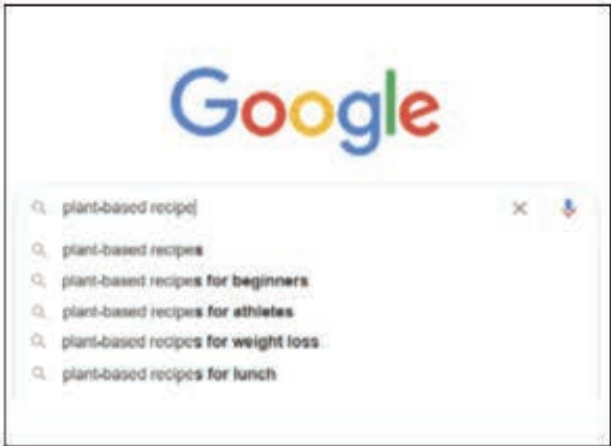 Google
plant-based recipe
plant-based recipes
plant-based recipes for beginners
plant-based recipes for athletes
plant-based recipes for weight loss
plant-based recipes for lunch